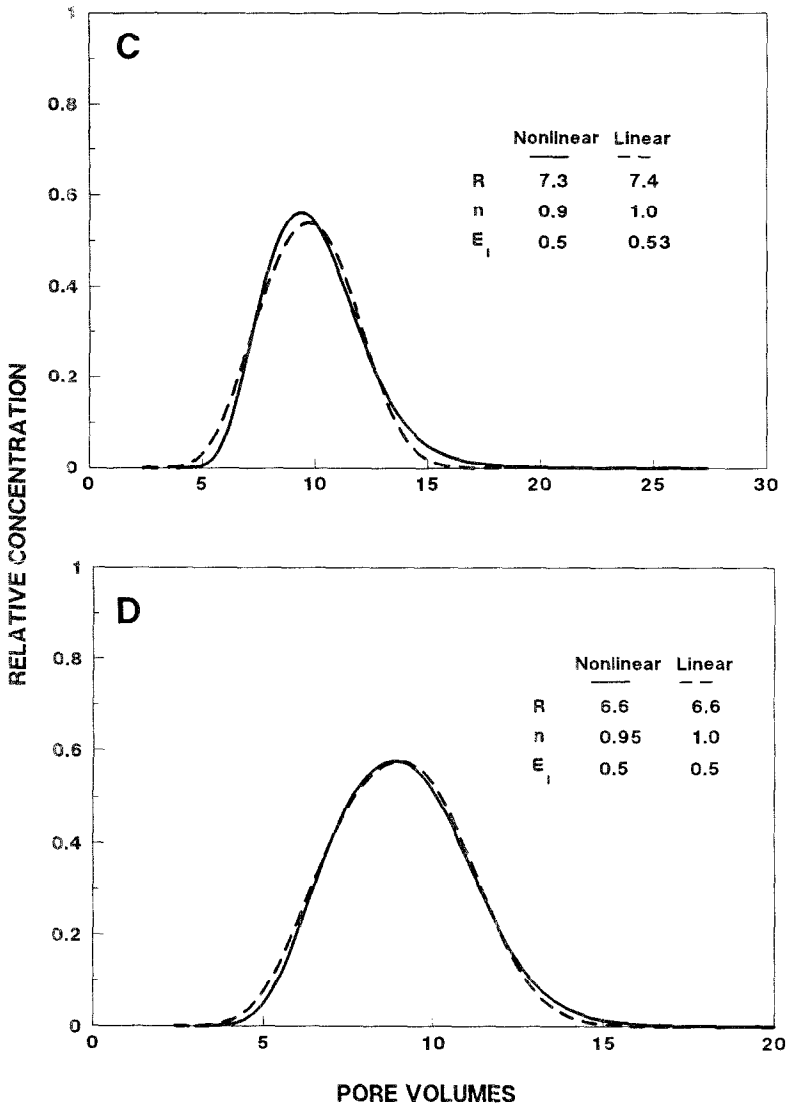 C
1
0.8
0.6
0.4
0.2
0
0 5 10 15 20 25 30
Nonlinear Linear
R 7.3 7.4
n 0.9 1.0
E_i 0.5 0.53
RELATIVE CONCENTRATION
D
1
0.8
0.6
0.4
0.2
0
0 5 10 15 20
Nonlinear Linear
R 6.6 6.6
n 0.95 1.0
E_i 0.5 0.5
PORE VOLUMES